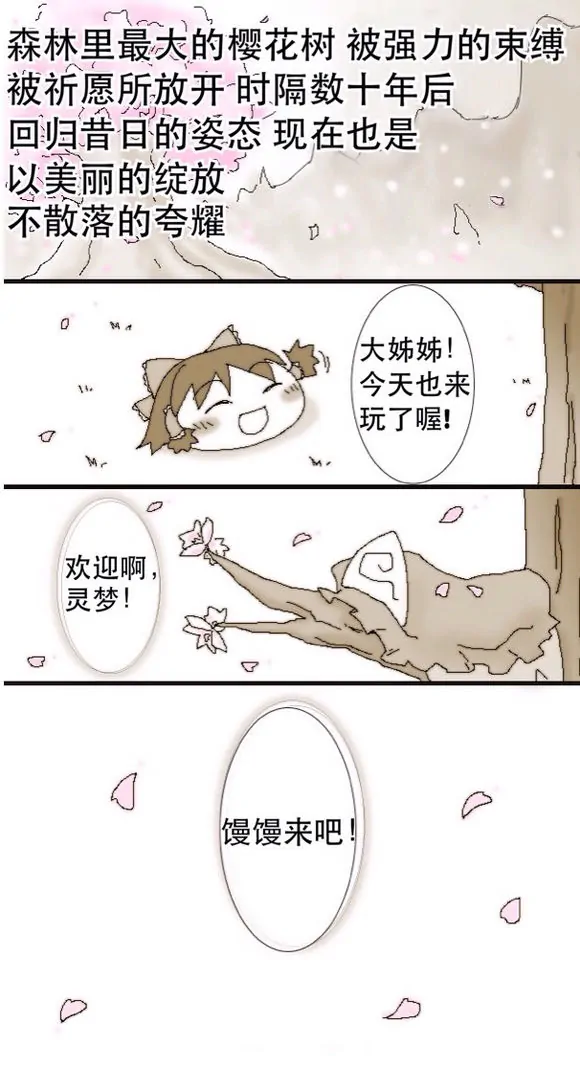 森林里最大的樱花树 被强力的束缚
被祈愿所放开 时隔数十年后
回归昔日的姿态 现在也是
以美丽的绽放
不散落的夸耀
大姊姊！
今天也来
玩了喔！
欢迎啊，
灵梦！
馒馒来吧！